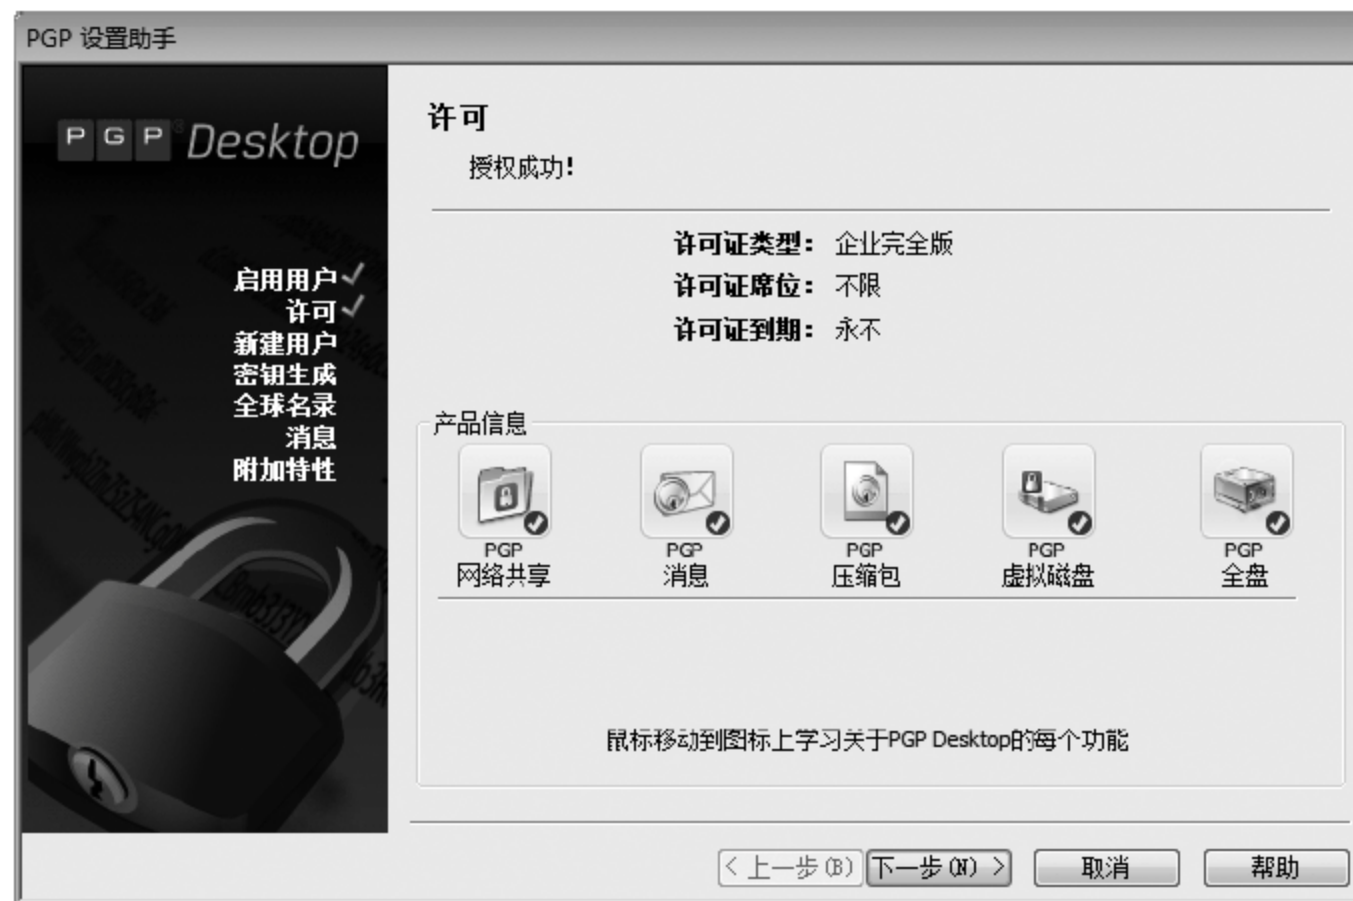 PGP 设置助手
PGP® Desktop
启用用户
许可
新建用户
密钥生成
全球名录
消息
附加特性
许可
授权成功!
许可证类型： 企业完全版
许可证席位： 不限
许可证到期： 永不
产品信息
PGP 网络共享
PGP 消息
PGP 压缩包
PGP 虚拟磁盘
PGP 全盘
鼠标移动到图标上学习关于PGP Desktop的每个功能
< 上一步(B) 下一步(N) > 取消 帮助